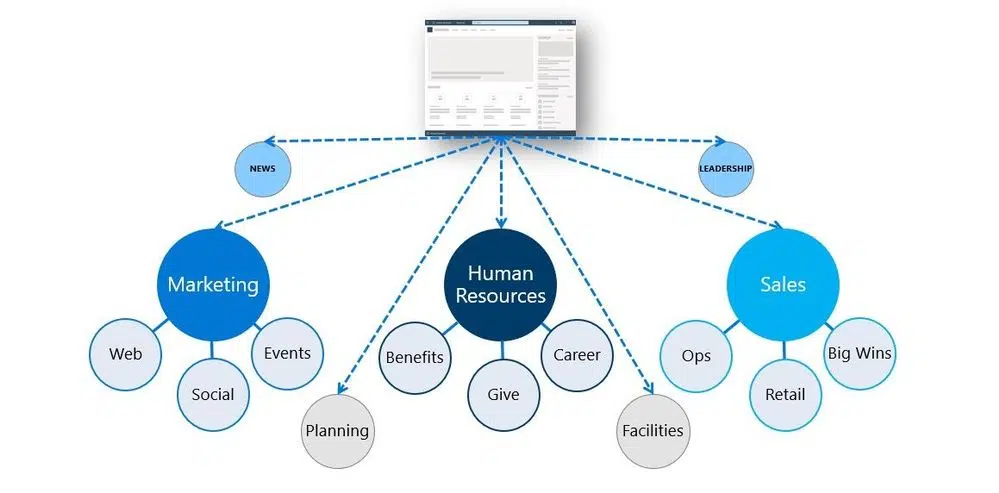 NEWS
LEADERSHIP
Marketing
Human
Resources
Sales
Web
Social
Events
Benefits
Give
Career
Ops
Retail
Big Wins
Planning
Facilities